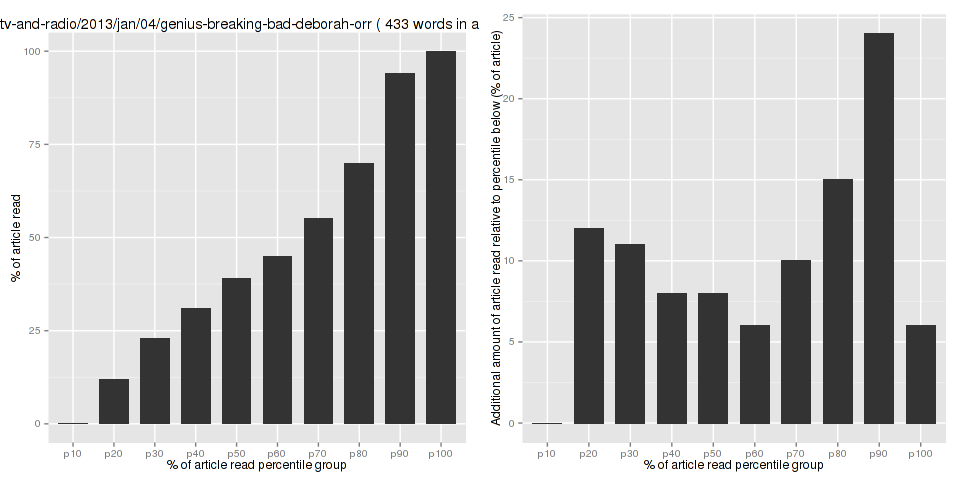 tv-and-radio/2013/jan/04/genius-breaking-bad-deborah-orr ( 433 words in a
100
75
50
25
0
% of article read
p10 p20 p30 p40 p50 p60 p70 p80 p90 p100
% of article read percentile group
25
20
15
10
5
0
Additional amount of article read relative to percentile below (% of article)
p10 p20 p30 p40 p50 p60 p70 p80 p90 p100
% of article read percentile group